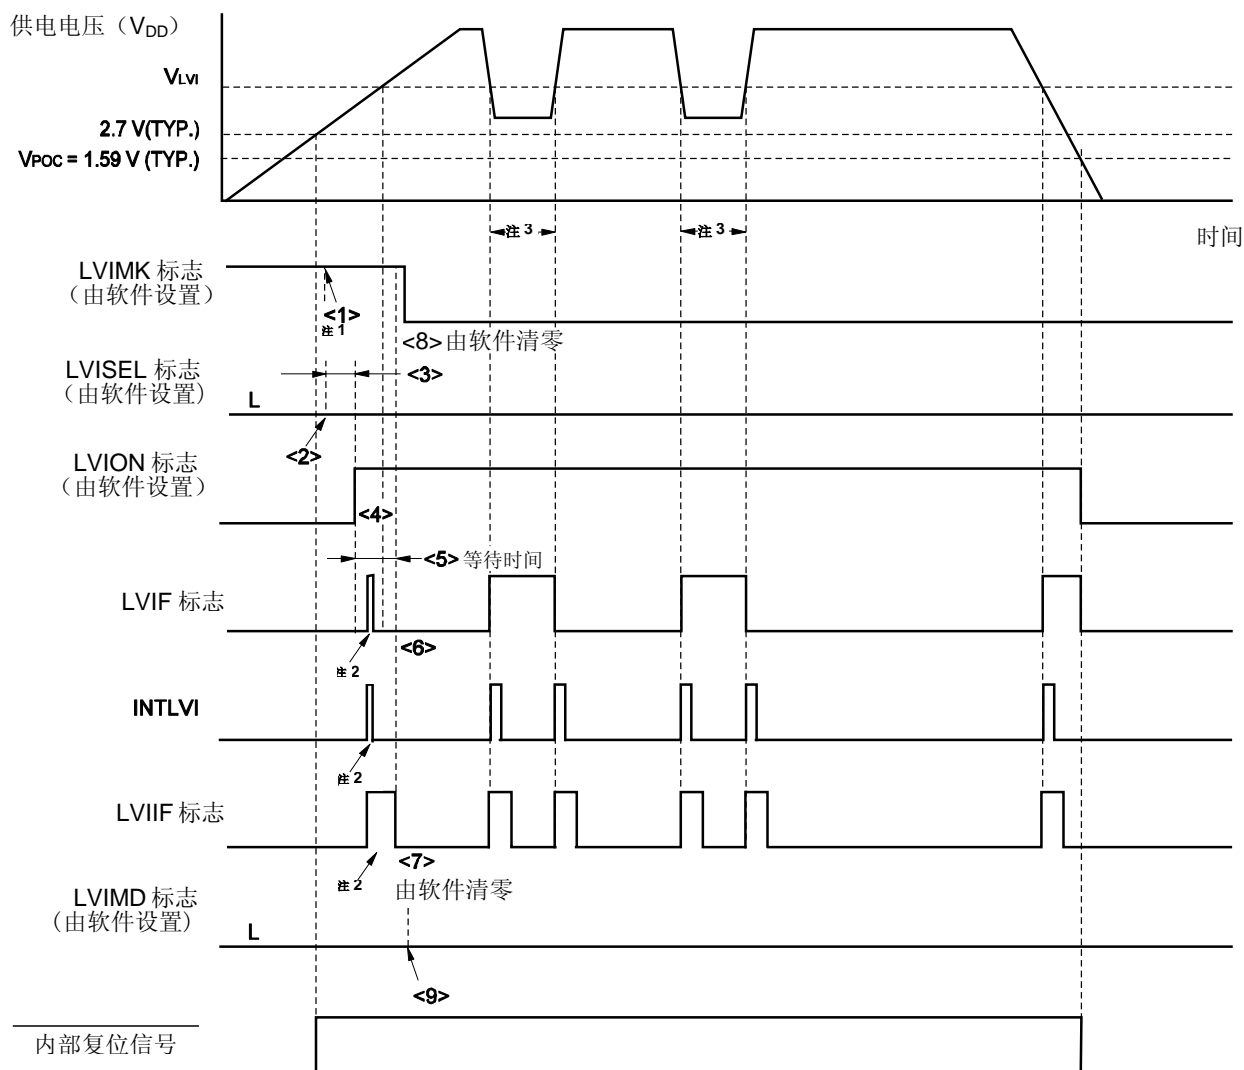 供电电压（VDD）
VLVI
2.7 V(TYP.)
VPOC = 1.59 V (TYP.)
注 3
注 3
时间
LVIMK 标志
（由软件设置）
<1>
注 1
<8> 由软件清零
LVISEL 标志
（由软件设置)
<3>
L
<2>
LVION 标志
（由软件设置）
<4>
<5> 等待时间
LVIF 标志
<6>
注 2
INTLVI
注 2
LVIIF 标志
<7>
注 2
由软件清零
LVIMD 标志
(由软件设置）
L
<9>
内部复位信号